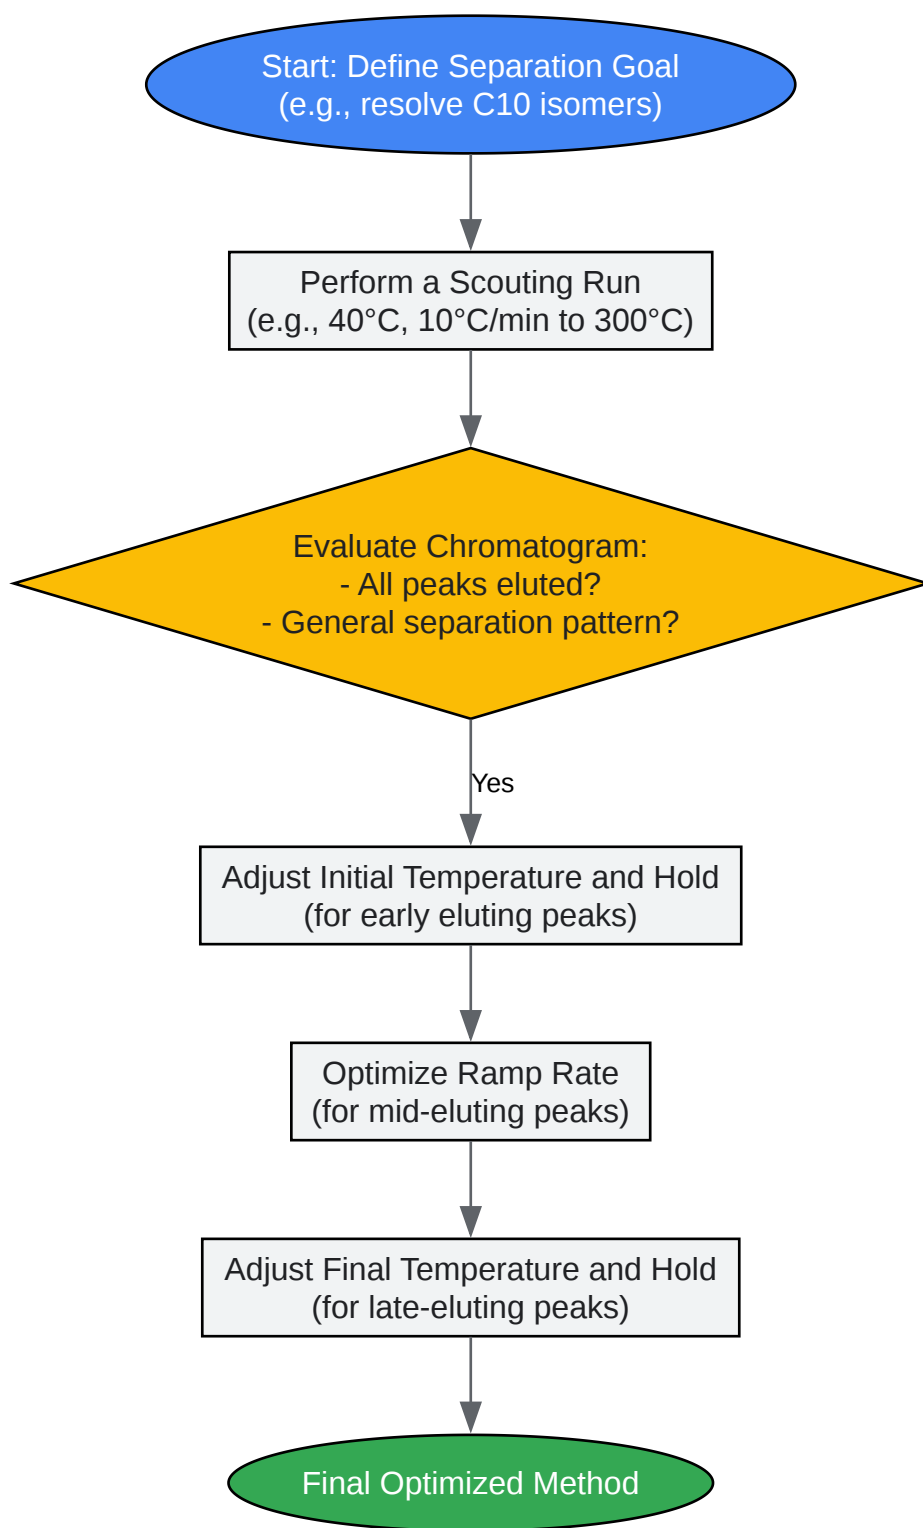 Start: Define Separation Goal
(e.g., resolve C10 isomers)
Perform a Scouting Run
(e.g., 40°C, 10°C/min to 300°C)
Evaluate Chromatogram:
- All peaks eluted?
- General separation pattern?
Yes
Adjust Initial Temperature and Hold
(for early eluting peaks)
Optimize Ramp Rate
(for mid-eluting peaks)
Adjust Final Temperature and Hold
(for late-eluting peaks)
Final Optimized Method